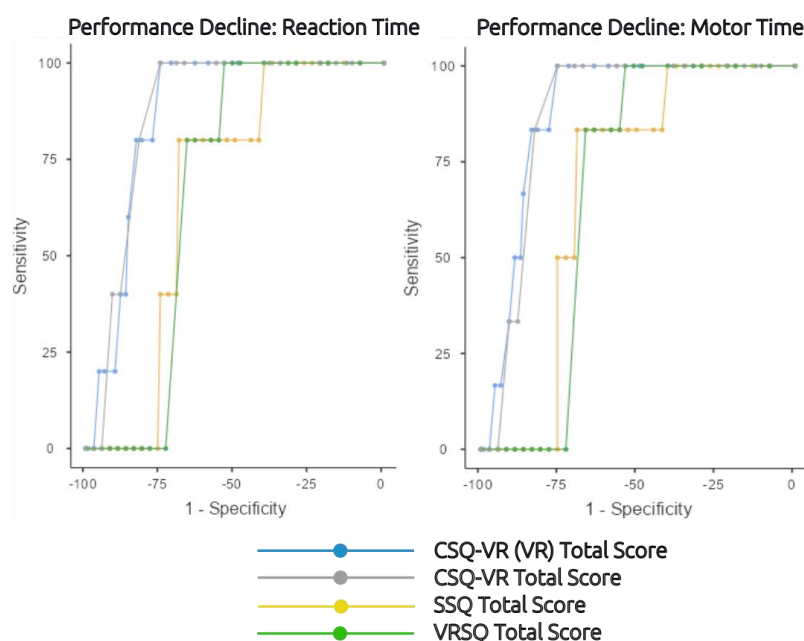 Performance Decline: Reaction Time
Performance Decline: Motor Time
100
75
50
25
0
Sensitivity
-100 -75 -50 -25 0
1 - Specificity
100
75
50
25
0
Sensitivity
-100 -75 -50 -25 0
1 - Specificity
CSQ-VR (VR) Total Score
CSQ-VR Total Score
SSQ Total Score
VRSO Total Score